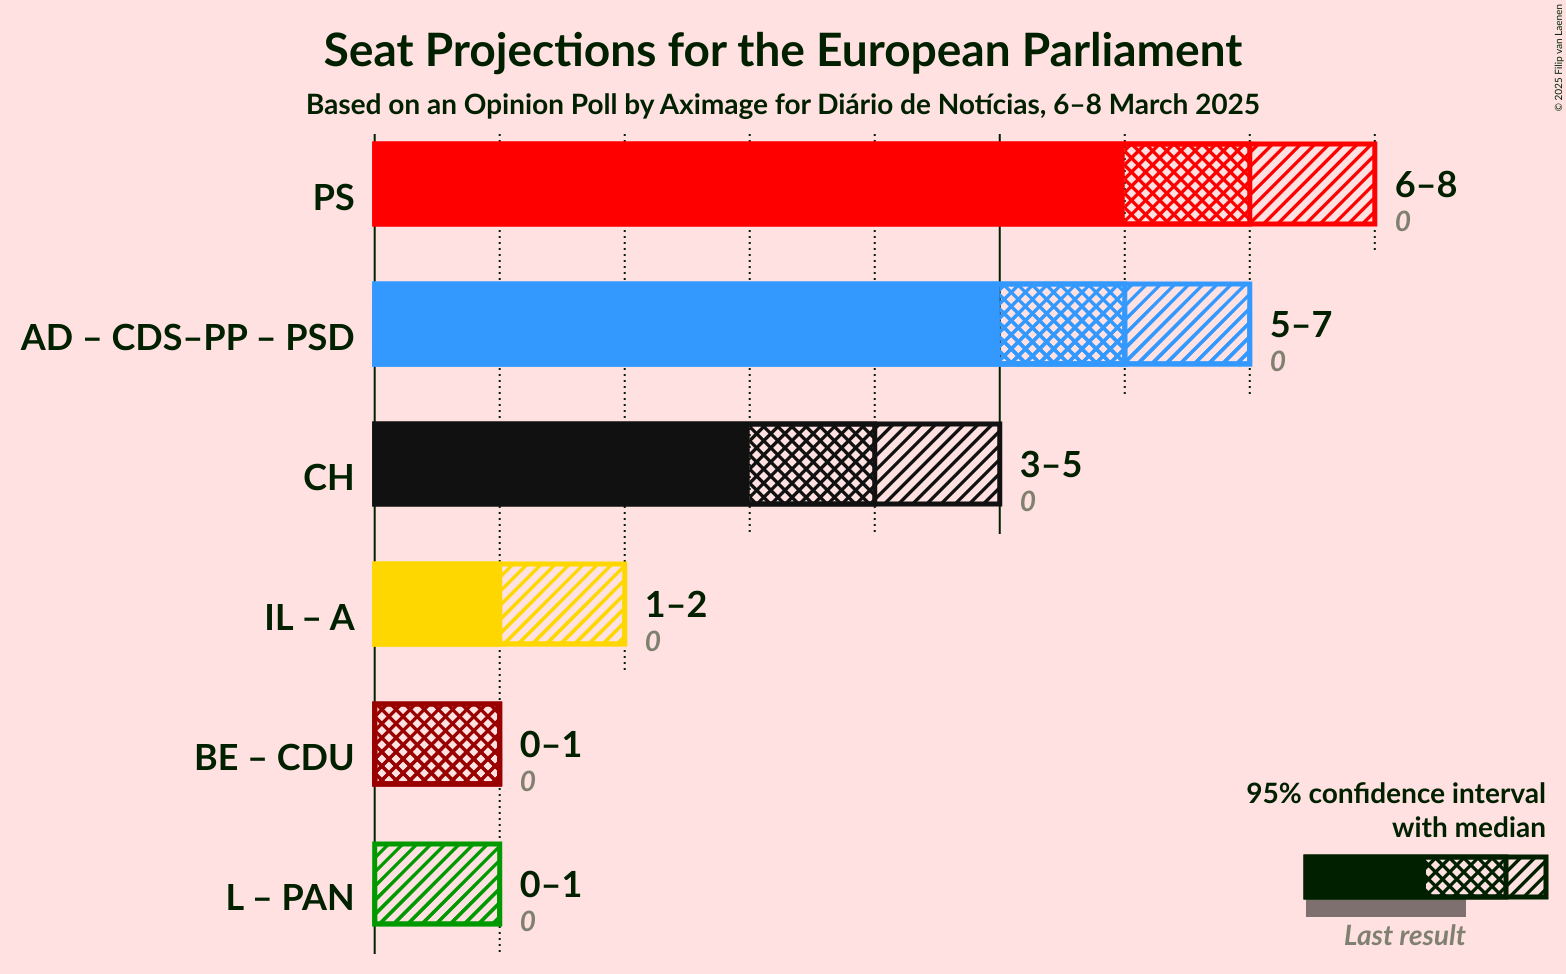 Seat Projections for the European Parliament
Based on an Opinion Poll by Aximage for Diário de Notícias, 6–8 March 2025
© 2025 Filip van Laenen
PS
6–8
0
AD – CDS–PP – PSD
5–7
0
CH
3–5
0
IL – A
1–2
0
BE – CDU
0–1
0
L – PAN
0–1
0
95% confidence interval
with median
Last result